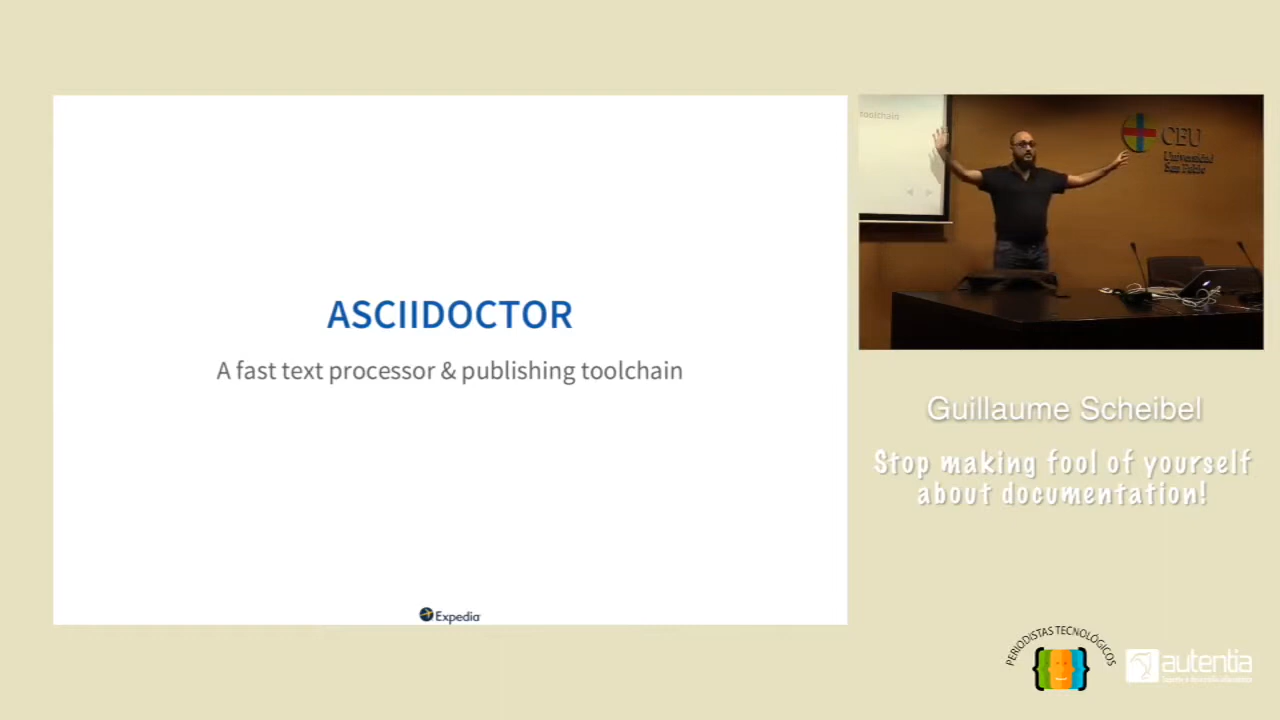 ASCIIDOCTOR
A fast text processor & publishing toolchain
Expedia
toolchain
CEU
Universidad
San Pablo
Guillaume Scheibel
Stop making fool of yourself
about documentation!
PERIODISTAS TECNOLÓGICOS
autentia